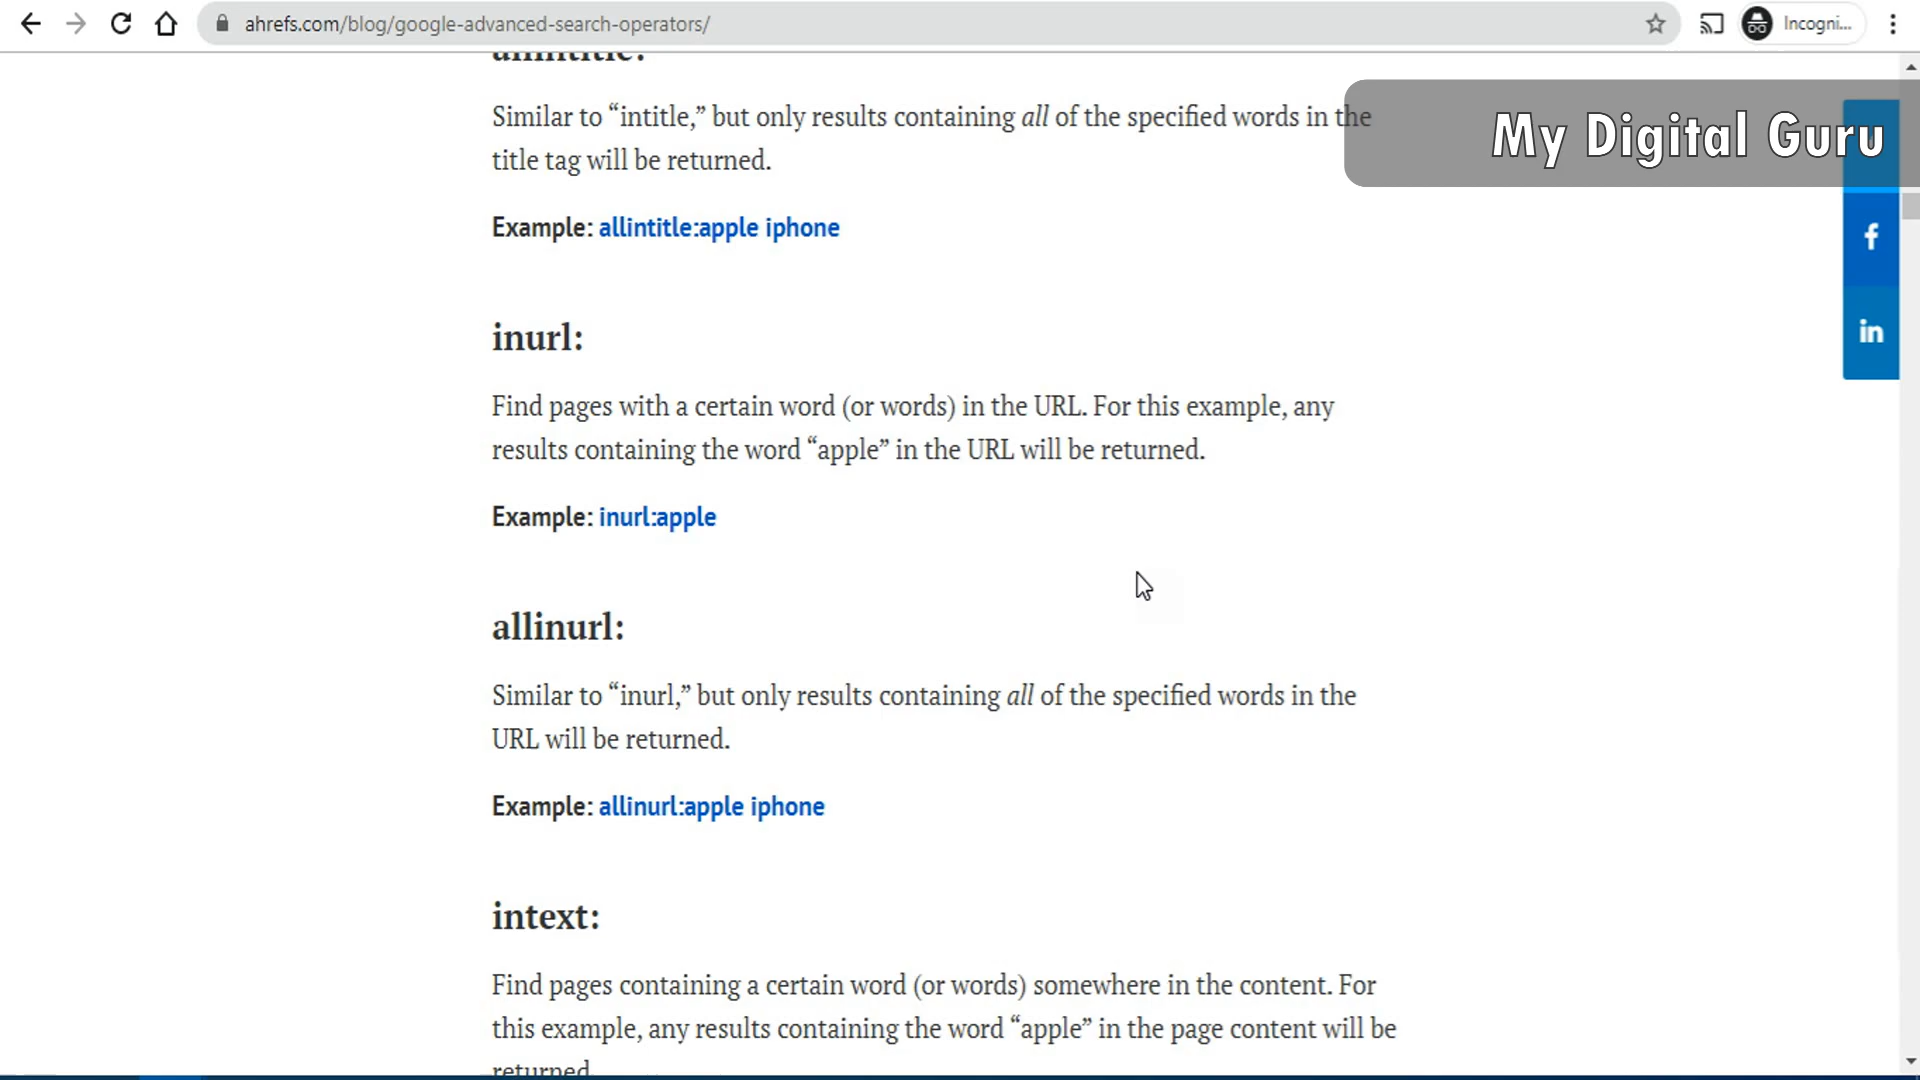 ahrefs.com/blog/google-advanced-search-operators/
Incogni...
allintitle:
Similar to “intitle,” but only results containing all of the specified words in the
title tag will be returned.
My Digital Guru
Example: allintitle:apple iphone
f
in
inurl:
Find pages with a certain word (or words) in the URL. For this example, any
results containing the word “apple” in the URL will be returned.
Example: inurl:apple
allinurl:
Similar to “inurl,” but only results containing all of the specified words in the
URL will be returned.
Example: allinurl:apple iphone
intext:
Find pages containing a certain word (or words) somewhere in the content. For
this example, any results containing the word “apple” in the page content will be
returned.